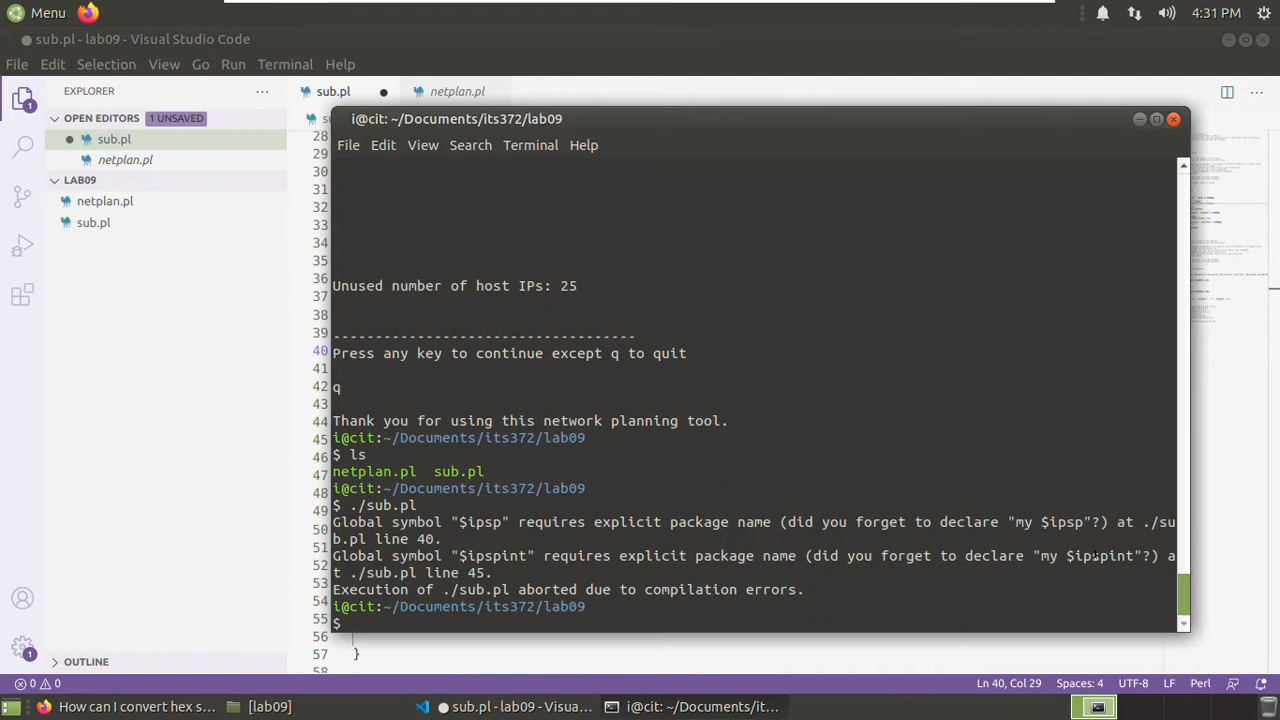 Menu
4:31 PM
sub.pl - lab09 - Visual Studio Code
File Edit Selection View Go Run Terminal Help
EXPLORER
sub.pl
netplan.pl
OPEN EDITORS
1 UNSAVED
sub.pl
netplan.pl
LAB09
netplan.pl
sub.pl
OUTLINE
1
1
28
29
30
31
32
33
34
35
36
37
38
39
40
41
42
43
44
45
46
47
48
49
50
51
52
53
54
55
56
57 }
58
i@cit: ~/Documents/its372/lab09
File Edit View Search Terminal Help
Unused number of host IPs: 25
------------------------------------
Press any key to continue except q to quit
q
Thank you for using this network planning tool.
i@cit:~/Documents/its372/lab09
$ ls
netplan.pl  sub.pl
i@cit:~/Documents/its372/lab09
$ ./sub.pl
Global symbol "$ipsp" requires explicit package name (did you forget to declare "my $ipsp"?) at ./su
b.pl line 40.
Global symbol "$ipspint" requires explicit package name (did you forget to declare "my $ipspint"?) a
t ./sub.pl line 45.
Execution of ./sub.pl aborted due to compilation errors.
i@cit:~/Documents/its372/lab09
$
0 0
Ln 40, Col 29
Spaces: 4
UTF-8
LF
Perl
How can I convert hex s...
[lab09]
sub.pl - lab09 - Visua...
i@cit: ~/Documents/it...